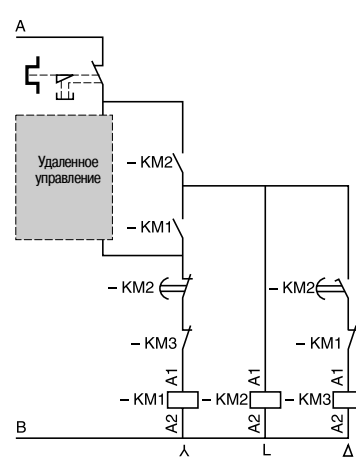 A
Удаленное
управление
– KM2
– KM1
– KM2
– KM2
– KM3
– KM1
A1
A1
A1
– KM1
– KM2
– KM3
A2
A2
A2
B
⅄
L
Δ